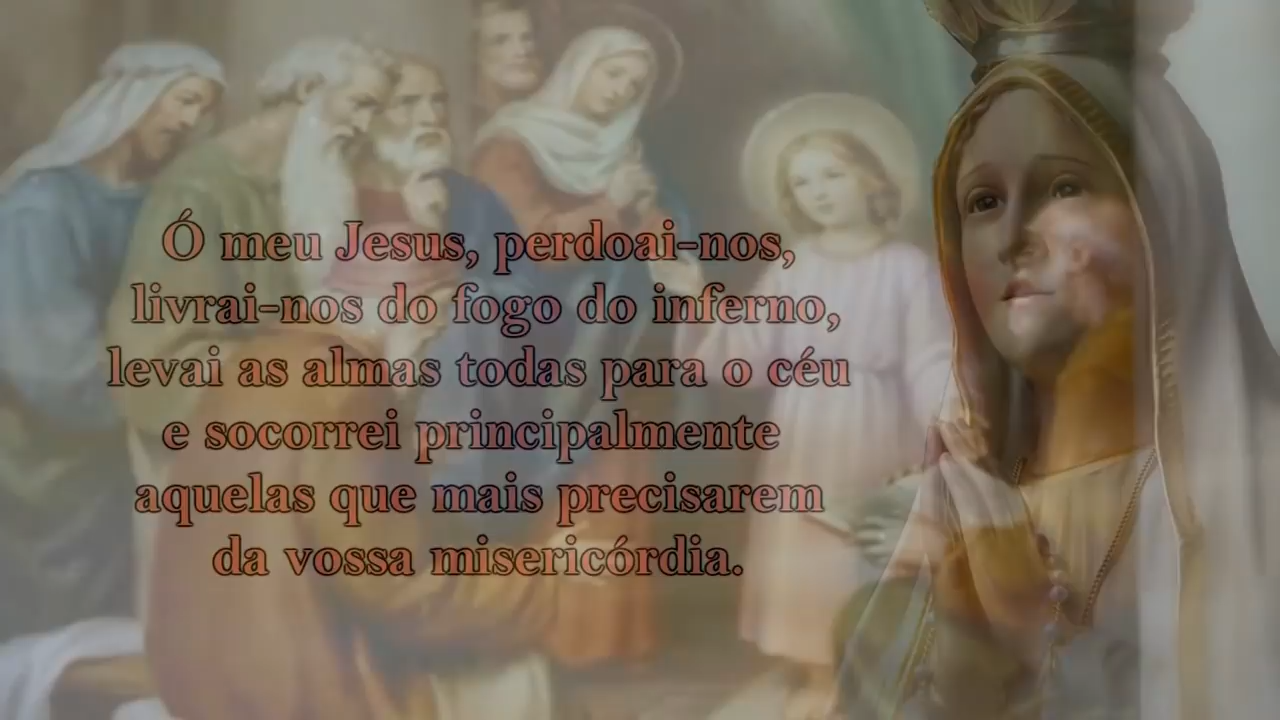 Ó meu Jesus, perdoai-nos,
livrai-nos do fogo do inferno,
levai as almas todas para o céu
e socorrei principalmente
aquelas que mais precisarem
da vossa misericórdia.